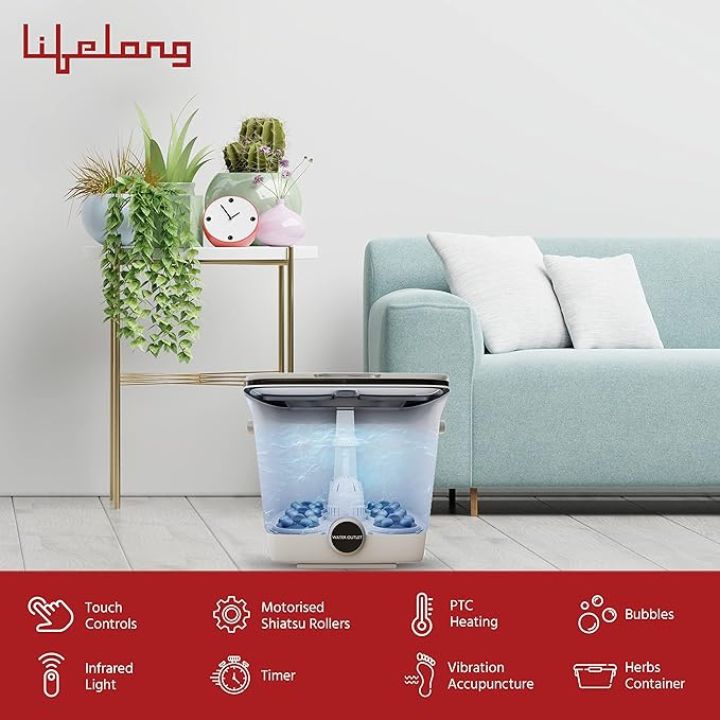 Lifelong
WATER OUTLET
Touch
Controls
Motorised
Shiatsu Rollers
PTC
Heating
Bubbles
Infrared
Light
Timer
Vibration
Accupuncture
Herbs
Container